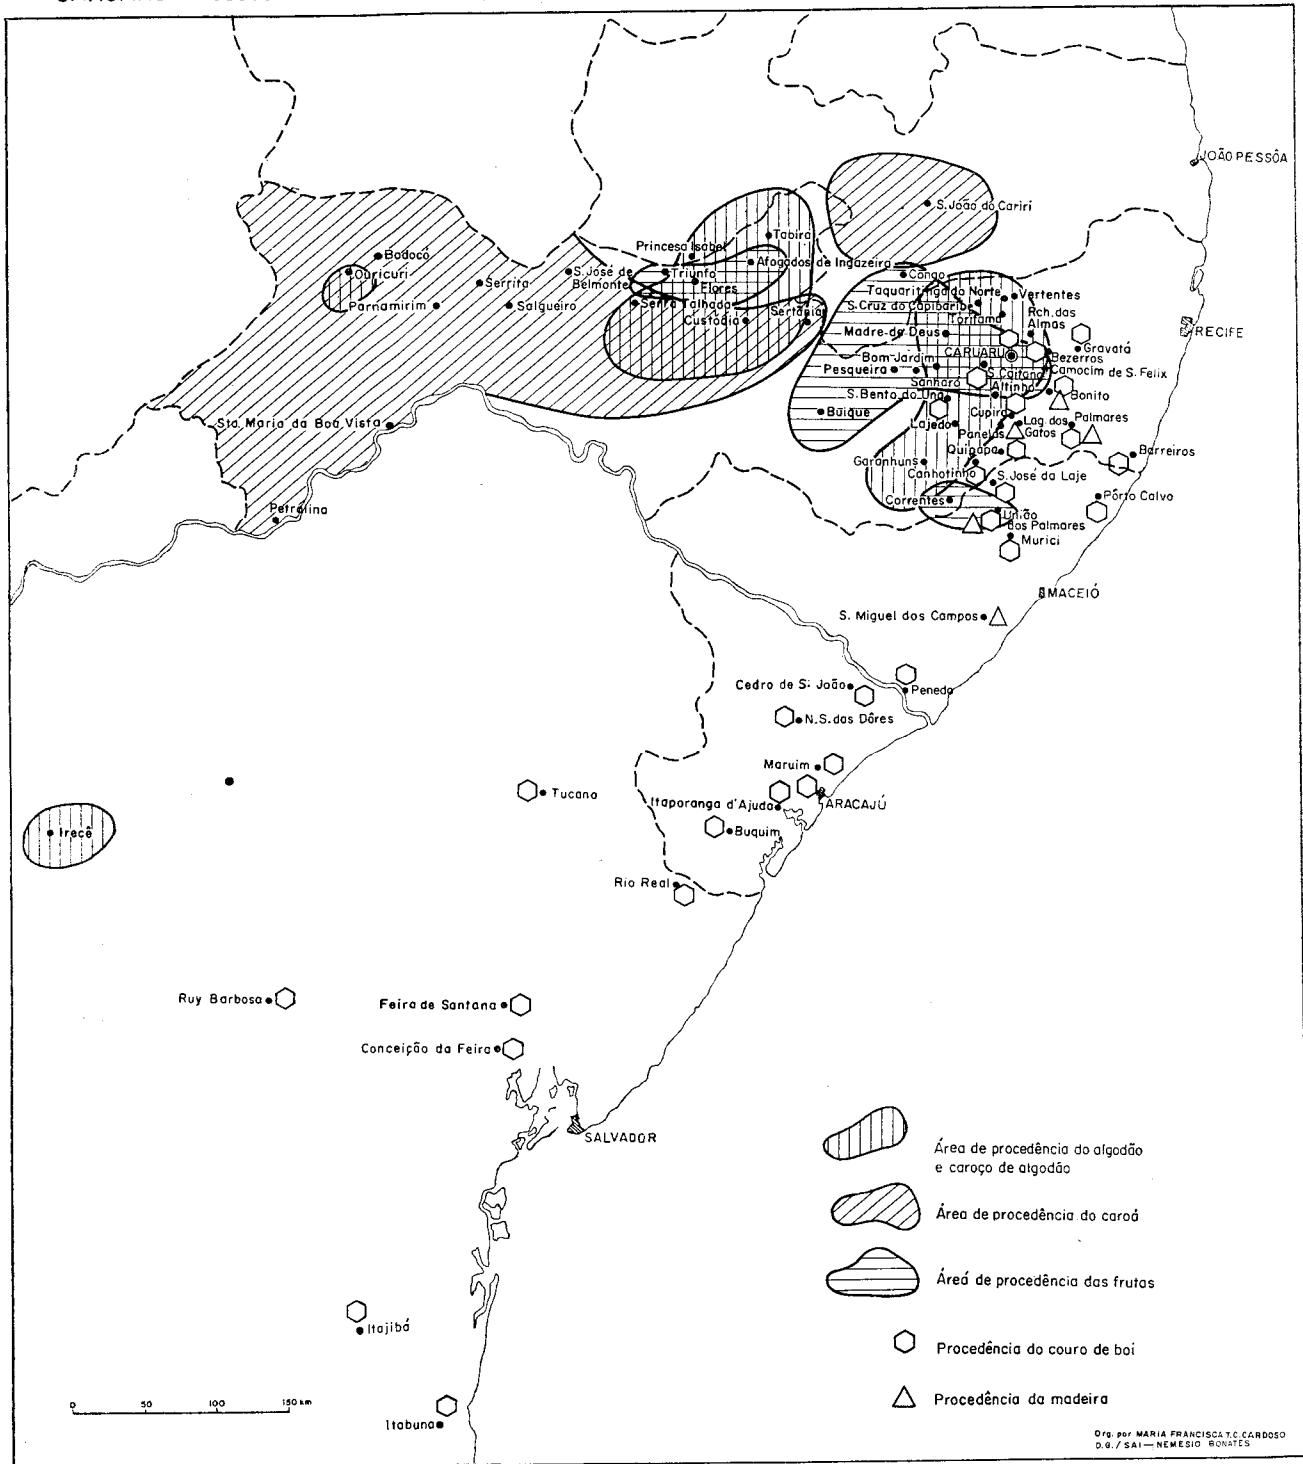 JOÃO PESSÔA
S. João do Carirí
Tabira
Princesa Isabel
Bodocó
Afogados de Ingazeira
Ouricuri
S. José de
Belmonte
Triunfo
Congo
Serrita
Flores
Taquaritinga do Norte
Vertentes
Parnamirim
Salgueiro
Serra Talhada
S. Cruz do Capibaribe
Rch. das
Almas
Custódia
Sertânia
Toritama
RECIFE
Madre de Deus
Gravatá
Bom Jardim
CARUARU
Bezerros
Pesqueira
S. Caitano
Camocim de S. Felix
Sanharó
Altinho
S. Bento do Una
Bonito
Buique
Cupira
Lag. dos
Gatos
Palmares
Sta. Maria da Boa Vista
Lajedo
Panelas
Quipapá
Barreiros
Garanhuns
Canhotinho
S. José da Laje
Correntes
Pôrto Calvo
Petrolina
União
dos Palmares
Murici
MACEIÓ
S. Miguel dos Campos
Cedro de S. João
Penedo
N.S. das Dôres
Maruim
Tucano
Itaporanga d'Ajuda
ARACAJÚ
Irecê
Buquim
Rio Real
Ruy Barbosa
Feira de Santana
Conceição da Feira
SALVADOR
Área de procedência do algodão
e caroço de algodão
Área de procedência do caroá
Áreá de procedência das frutas
Itajibá
Procedência do couro de boi
0 50 100 150 km
Procedência da madeira
Itabuna
Org. por MARIA FRANCISCA T.C. CARDOSO
D.G. / SAI — NEMESIO BONATES